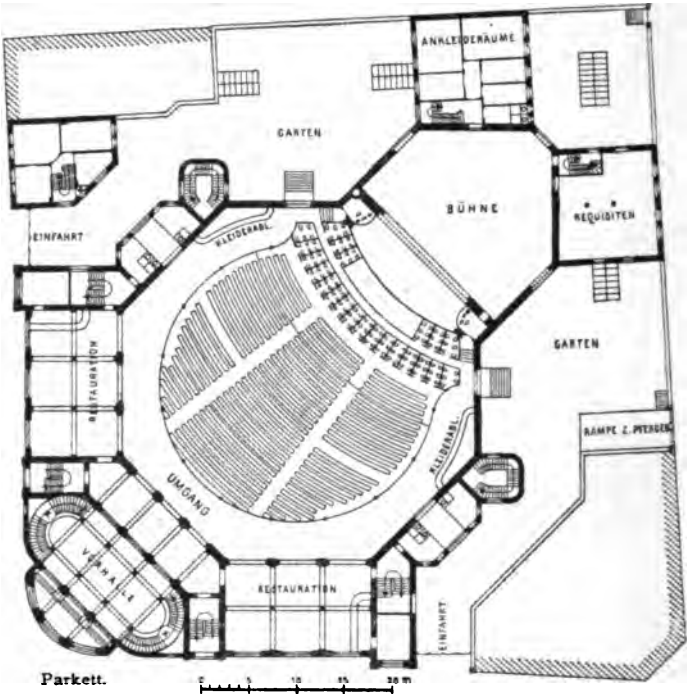 ANKLEIDERÄUME
GARTEN
BÜHNE
REQUISITEN
EINFAHRT
KLEIDERABL.
GARTEN
RESTAURATION
KLEIDERABL.
RAMPE Z. PFERDEN
UMGANG
VORHALLE
RESTAURATION
EINFAHRT
Parkett.
0 5 10 15 20 m